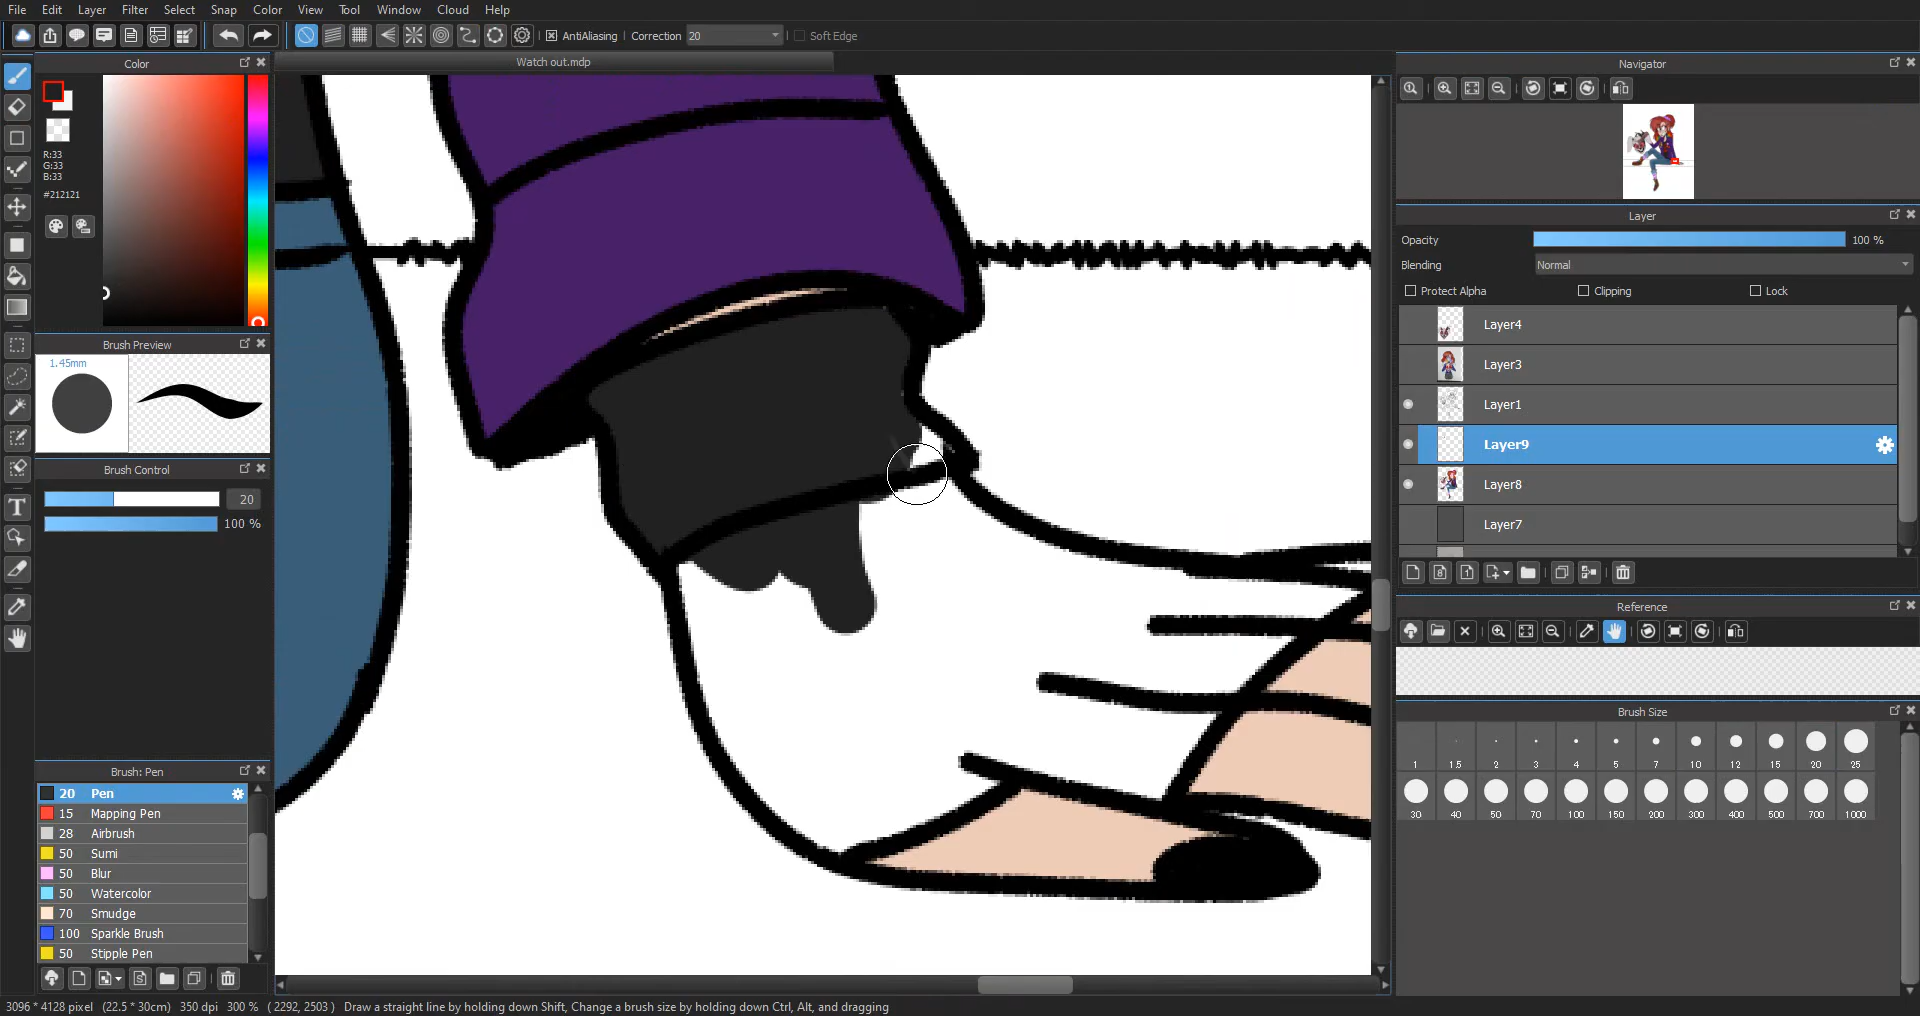 File Edit Layer Filter Select Snap Color View Tool Window Cloud Help
AntiAliasing Correction 20 Soft Edge
Color
Watch out.mdp
Navigator
R:33
G:33
B:33
#212121
Layer
Opacity 100 %
Blending Normal
Protect Alpha Clipping Lock
Layer4
Layer3
Layer1
Layer9
Layer8
Layer7
Brush Preview
1.45mm
Brush Control
20
100 %
Reference
Brush Size
1 1.5 2 3 4 5 7 10 12 15 20 25
30 40 50 70 100 150 200 300 400 500 700 1000
Brush: Pen
20 Pen
15 Mapping Pen
28 Airbrush
50 Sumi
50 Blur
50 Watercolor
70 Smudge
100 Sparkle Brush
50 Stipple Pen
3096 * 4128 pixel (22.5 * 30cm) 350 dpi 300 % ( 2292, 2503 ) Draw a straight line by holding down Shift, Change a brush size by holding down Ctrl, Alt, and dragging